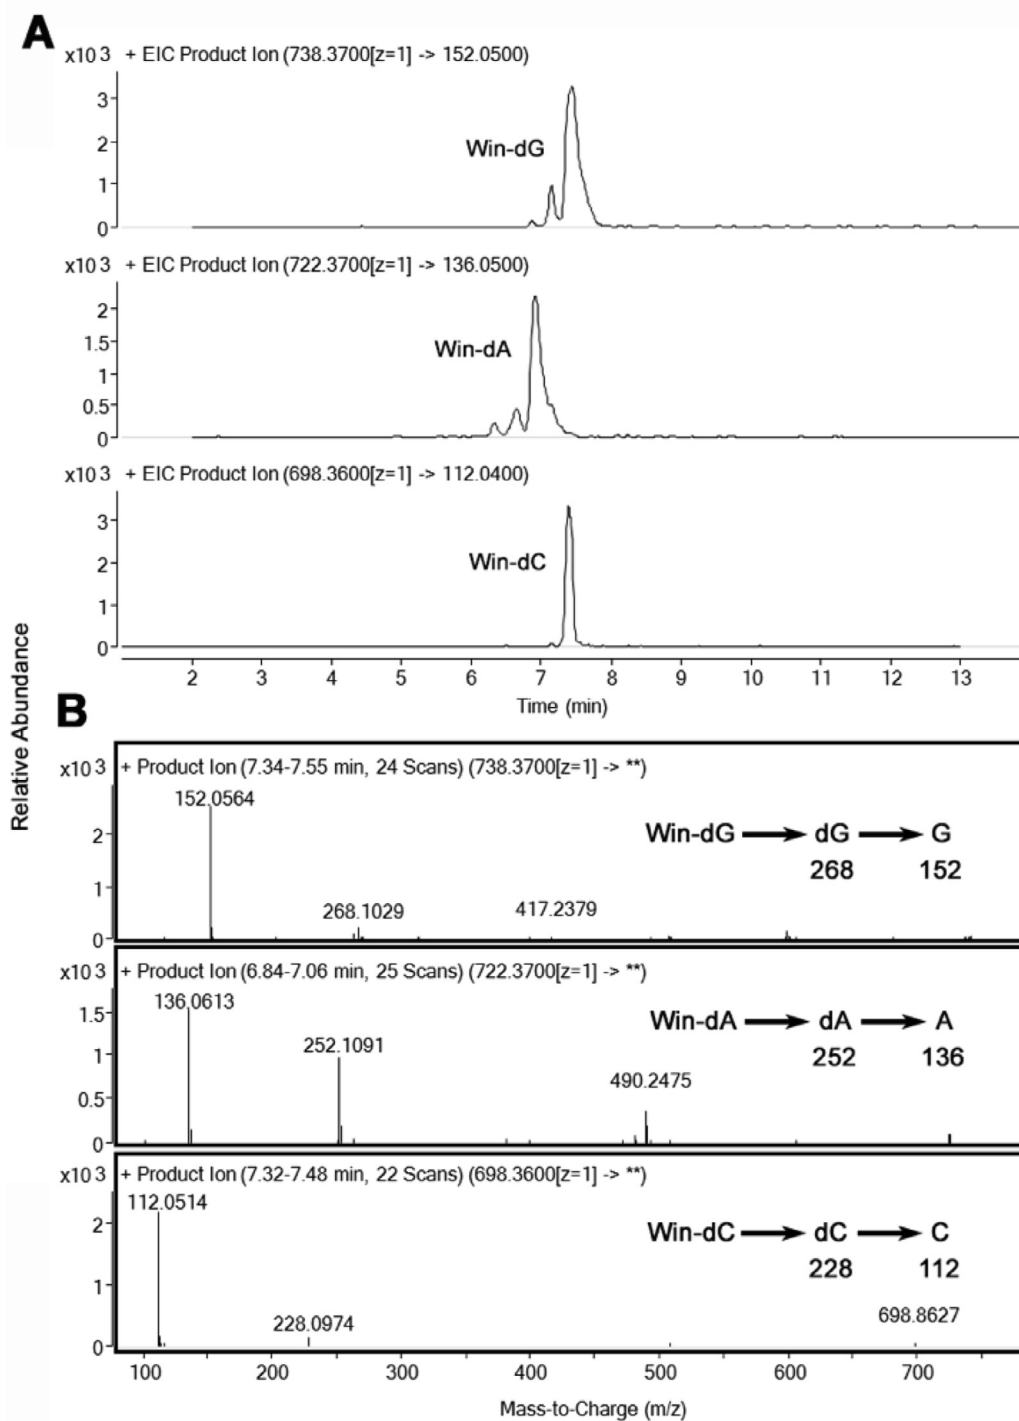 A
x10 3 + EIC Product Ion (738.3700[z=1] -> 152.0500)
3
2
1
0
Win-dG
x10 3 + EIC Product Ion (722.3700[z=1] -> 136.0500)
2
1.5
1
0.5
0
Win-dA
x10 3 + EIC Product Ion (698.3600[z=1] -> 112.0400)
3
2
1
0
Win-dC
2 3 4 5 6 7 8 9 10 11 12 13
Time (min)
Relative Abundance
B
x10 3 + Product Ion (7.34-7.55 min, 24 Scans) (738.3700[z=1] -> **)
2
1
0
152.0564
268.1029
417.2379
Win-dG dG G
268 152
x10 3 + Product Ion (6.84-7.06 min, 25 Scans) (722.3700[z=1] -> **)
1.5
1
0.5
0
136.0613
252.1091
490.2475
Win-dA dA A
252 136
x10 3 + Product Ion (7.32-7.48 min, 22 Scans) (698.3600[z=1] -> **)
2
1
0
112.0514
228.0974
698.8627
Win-dC dC C
228 112
100 200 300 400 500 600 700
Mass-to-Charge (m/z)